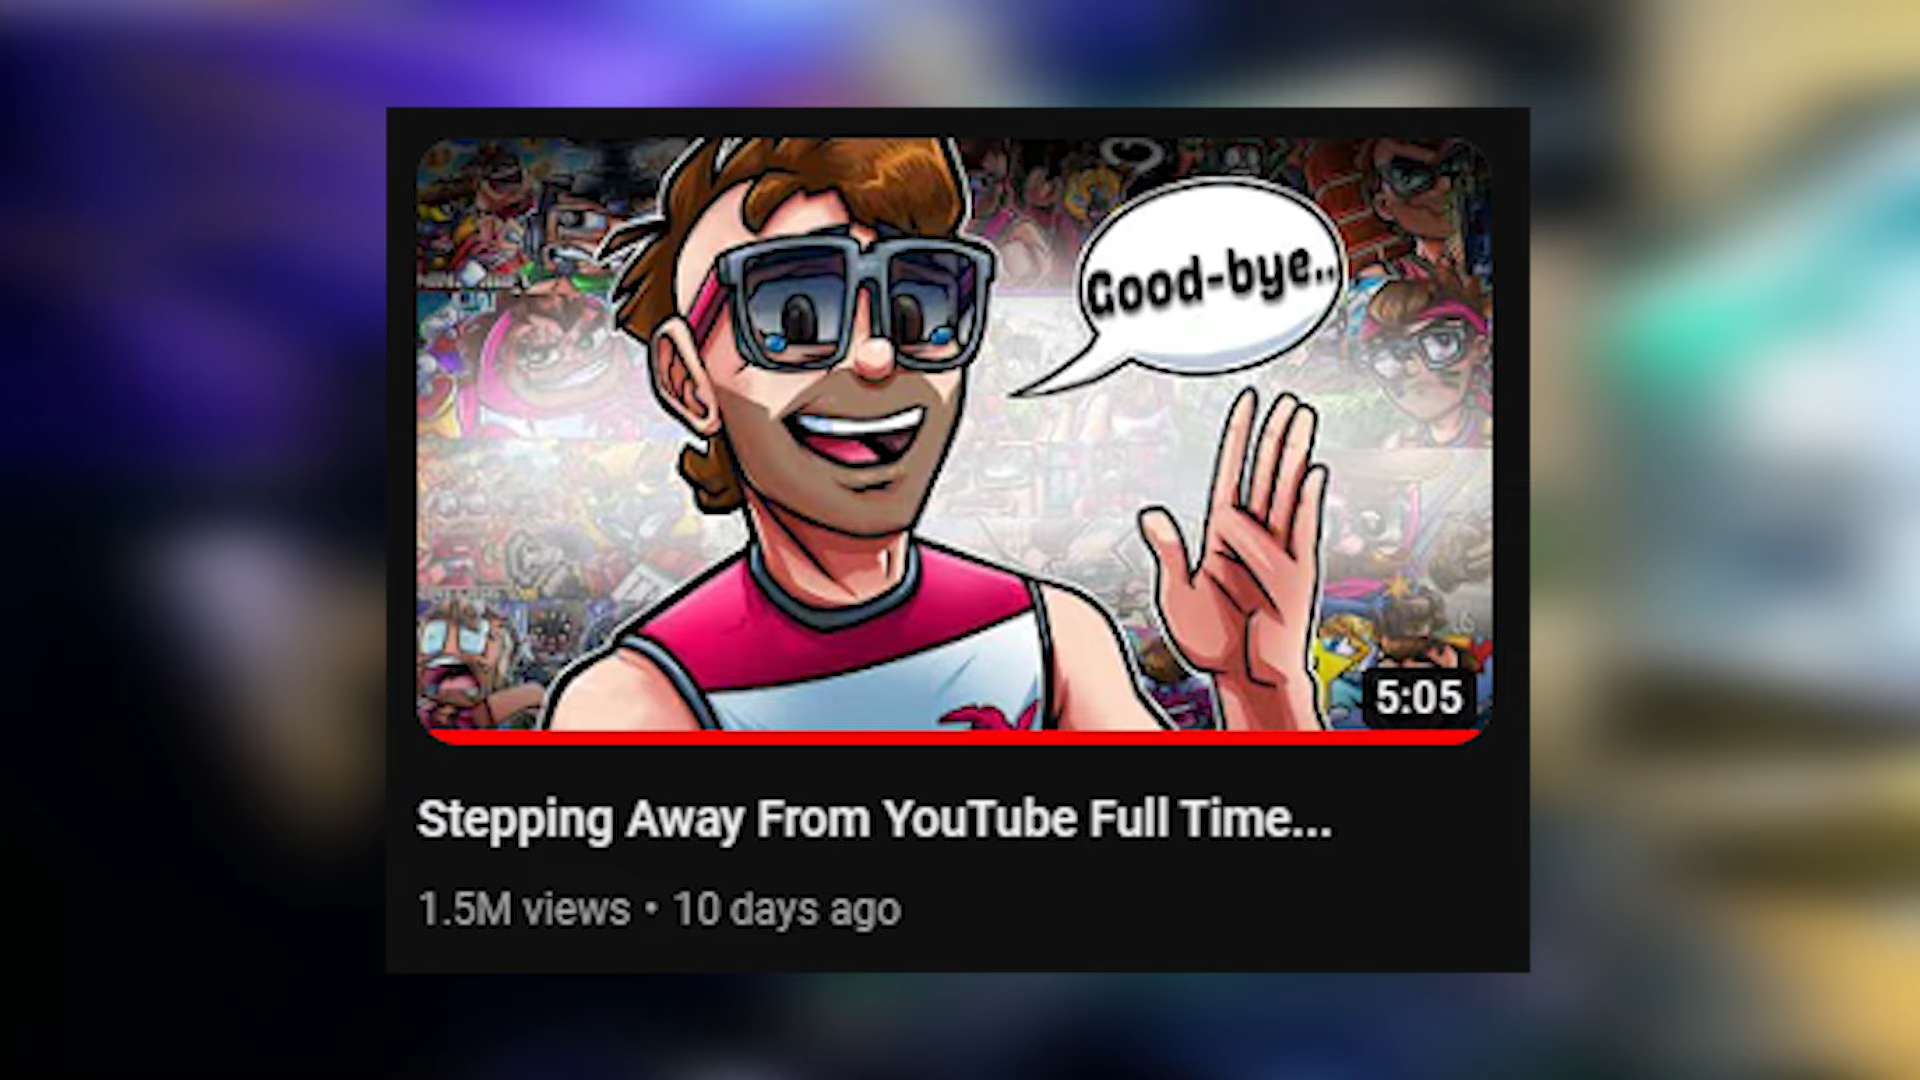 Good-bye..
5:05
Stepping Away From YouTube Full Time...
1.5M views • 10 days ago